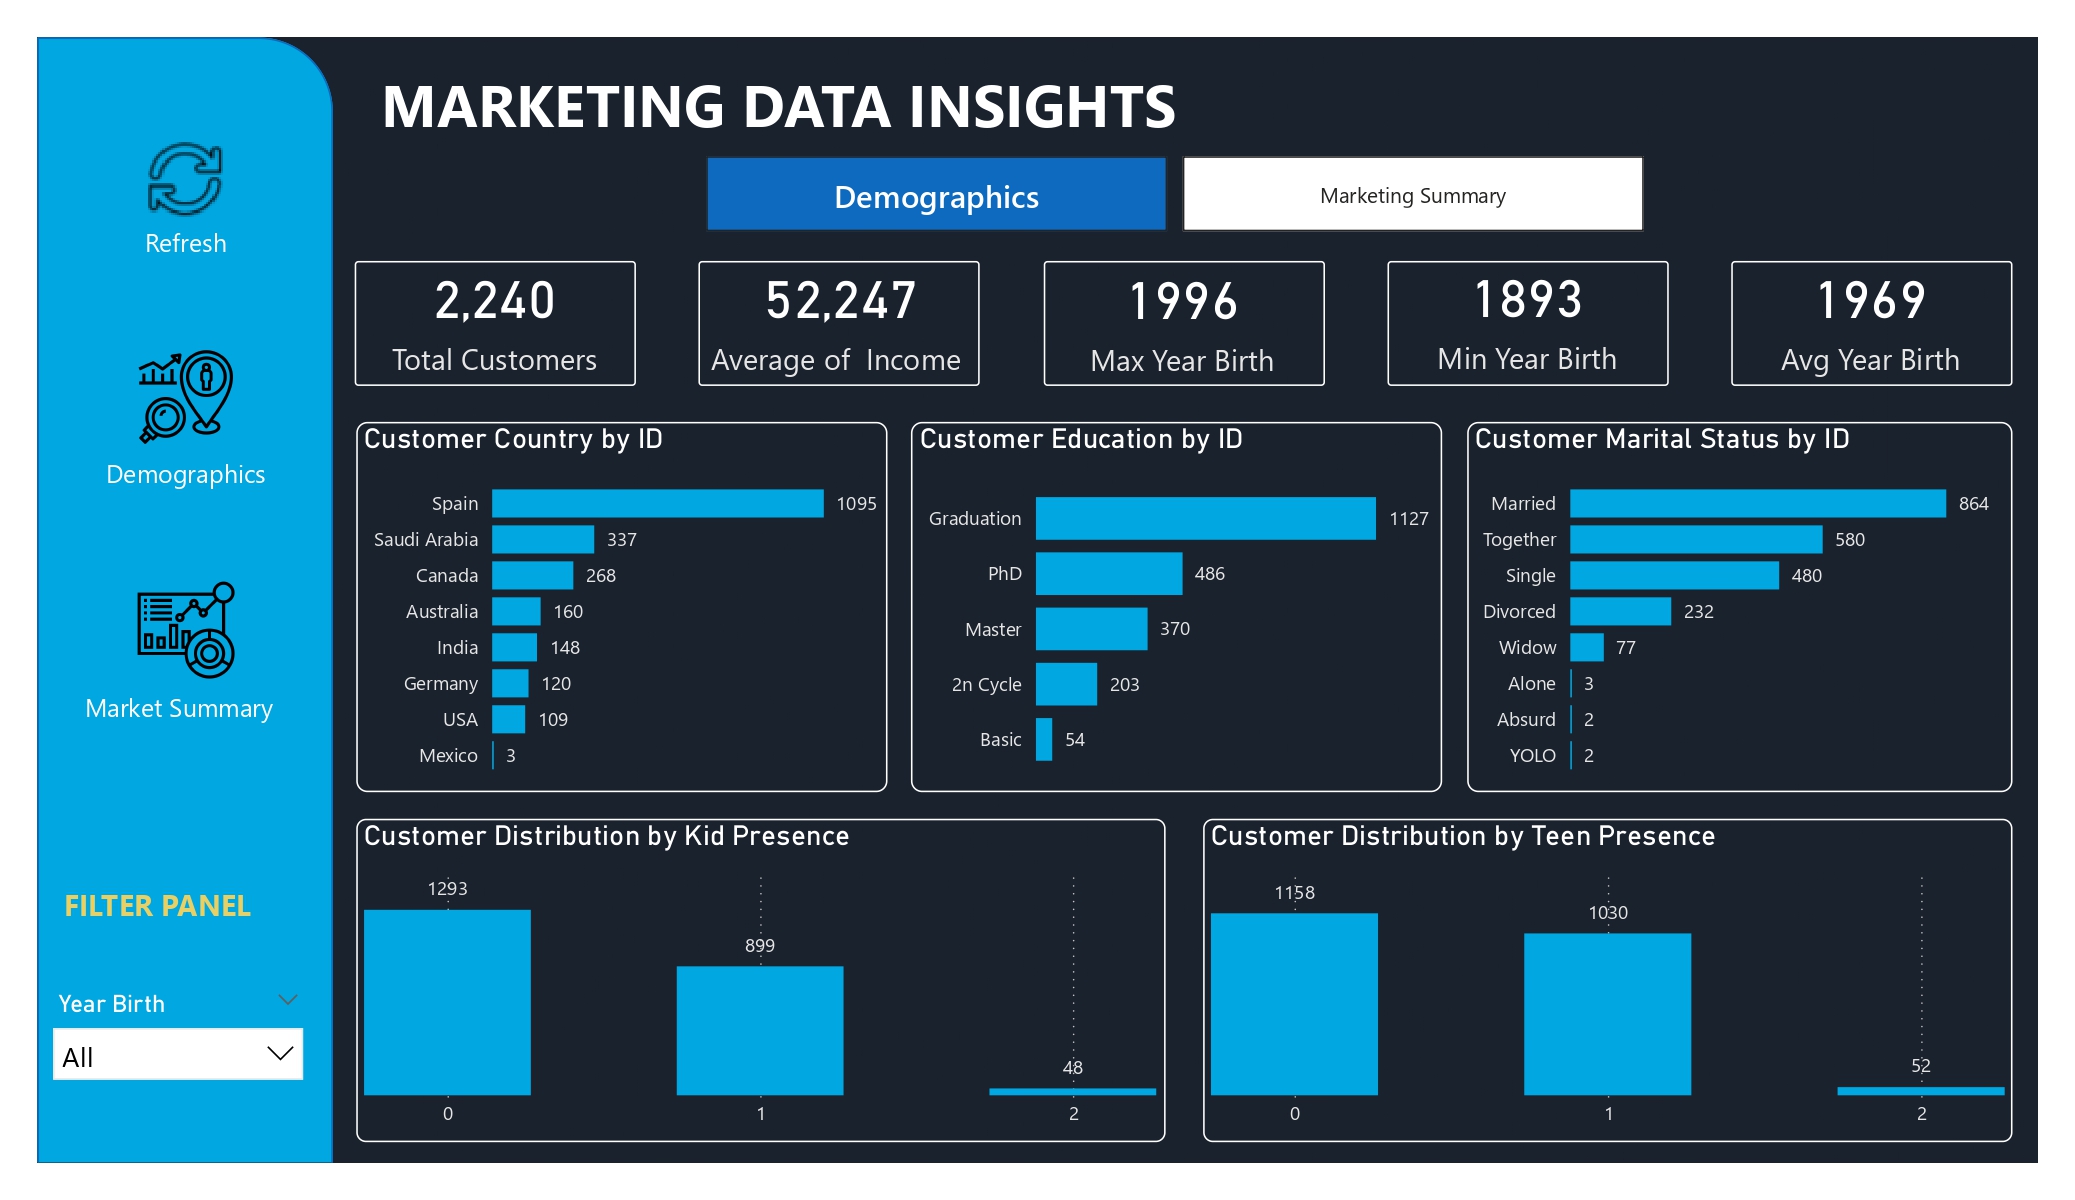 MARKETING DATA INSIGHTS
Demographics
Marketing Summary
Refresh
Demographics
Market Summary
FILTER PANEL
Year Birth
All
2,240
Total Customers
52,247
Average of  Income
1996
Max Year Birth
1893
Min Year Birth
1969
Avg Year Birth
Customer Country by ID
Spain 1095
Saudi Arabia 337
Canada 268
Australia 160
India 148
Germany 120
USA 109
Mexico 3
Customer Education by ID
Graduation 1127
PhD 486
Master 370
2n Cycle 203
Basic 54
Customer Marital Status by ID
Married 864
Together 580
Single 480
Divorced 232
Widow 77
Alone 3
Absurd 2
YOLO 2
Customer Distribution by Kid Presence
1293
899
48
0 1 2
Customer Distribution by Teen Presence
1158
1030
52
0 1 2